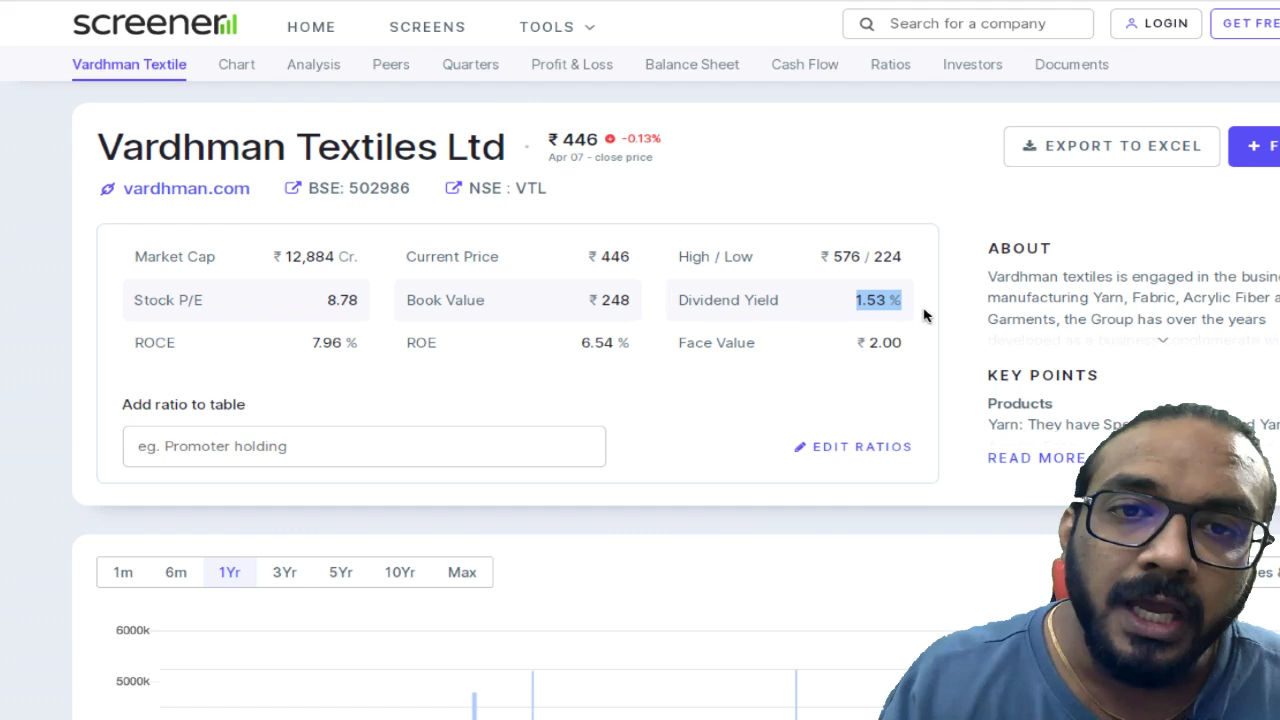 screener
HOME
SCREENS
TOOLS
Search for a company
LOGIN
GET FRE
Vardhman Textile
Chart
Analysis
Peers
Quarters
Profit & Loss
Balance Sheet
Cash Flow
Ratios
Investors
Documents
Vardhman Textiles Ltd
₹ 446 -0.13%
Apr 07 - close price
EXPORT TO EXCEL
+ F
vardhman.com
BSE: 502986
NSE : VTL
Market Cap ₹ 12,884 Cr.
Current Price ₹ 446
High / Low ₹ 576 / 224
Stock P/E 8.78
Book Value ₹ 248
Dividend Yield 1.53 %
ROCE 7.96 %
ROE 6.54 %
Face Value ₹ 2.00
Add ratio to table
eg. Promoter holding
EDIT RATIOS
ABOUT
Vardhman textiles is engaged in the busin
manufacturing Yarn, Fabric, Acrylic Fiber a
Garments, the Group has over the years
developed as a business conglomerate
KEY POINTS
Products
Yarn: They have Spe
READ MORE
1m
6m
1Yr
3Yr
5Yr
10Yr
Max
6000k
5000k